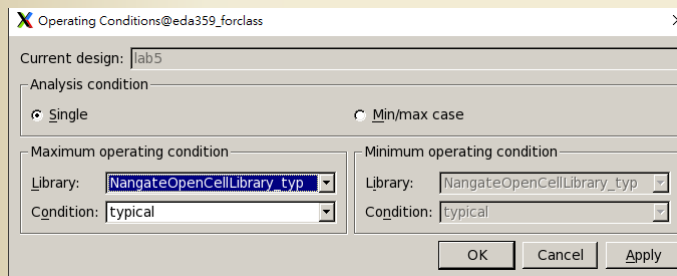 Operating Conditions@eda359_forclass
Current design: lab5
Analysis condition
Single Min/max case
Maximum operating condition Minimum operating condition
Library: NangateOpenCellLibrary_typ Library: NangateOpenCellLibrary_typ
Condition: typical Condition: typical
OK Cancel Apply